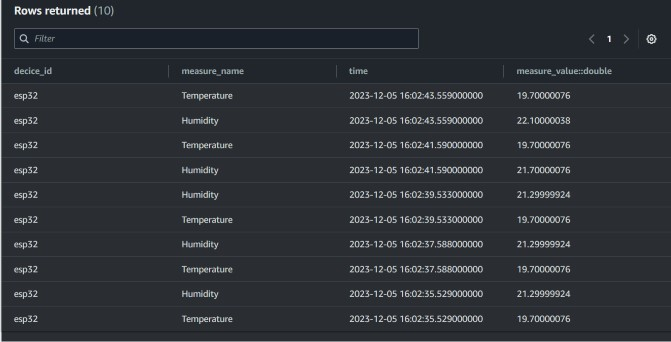 Rows returned (10)
Filter
1
decice_id measure_name time measure_value::double
esp32 Temperature 2023-12-05 16:02:43.559000000 19.70000076
esp32 Humidity 2023-12-05 16:02:43.559000000 22.10000038
esp32 Temperature 2023-12-05 16:02:41.590000000 19.70000076
esp32 Humidity 2023-12-05 16:02:41.590000000 21.70000076
esp32 Humidity 2023-12-05 16:02:39.533000000 21.29999924
esp32 Temperature 2023-12-05 16:02:39.533000000 19.70000076
esp32 Humidity 2023-12-05 16:02:37.588000000 21.29999924
esp32 Temperature 2023-12-05 16:02:37.588000000 19.70000076
esp32 Humidity 2023-12-05 16:02:35.529000000 21.29999924
esp32 Temperature 2023-12-05 16:02:35.529000000 19.70000076